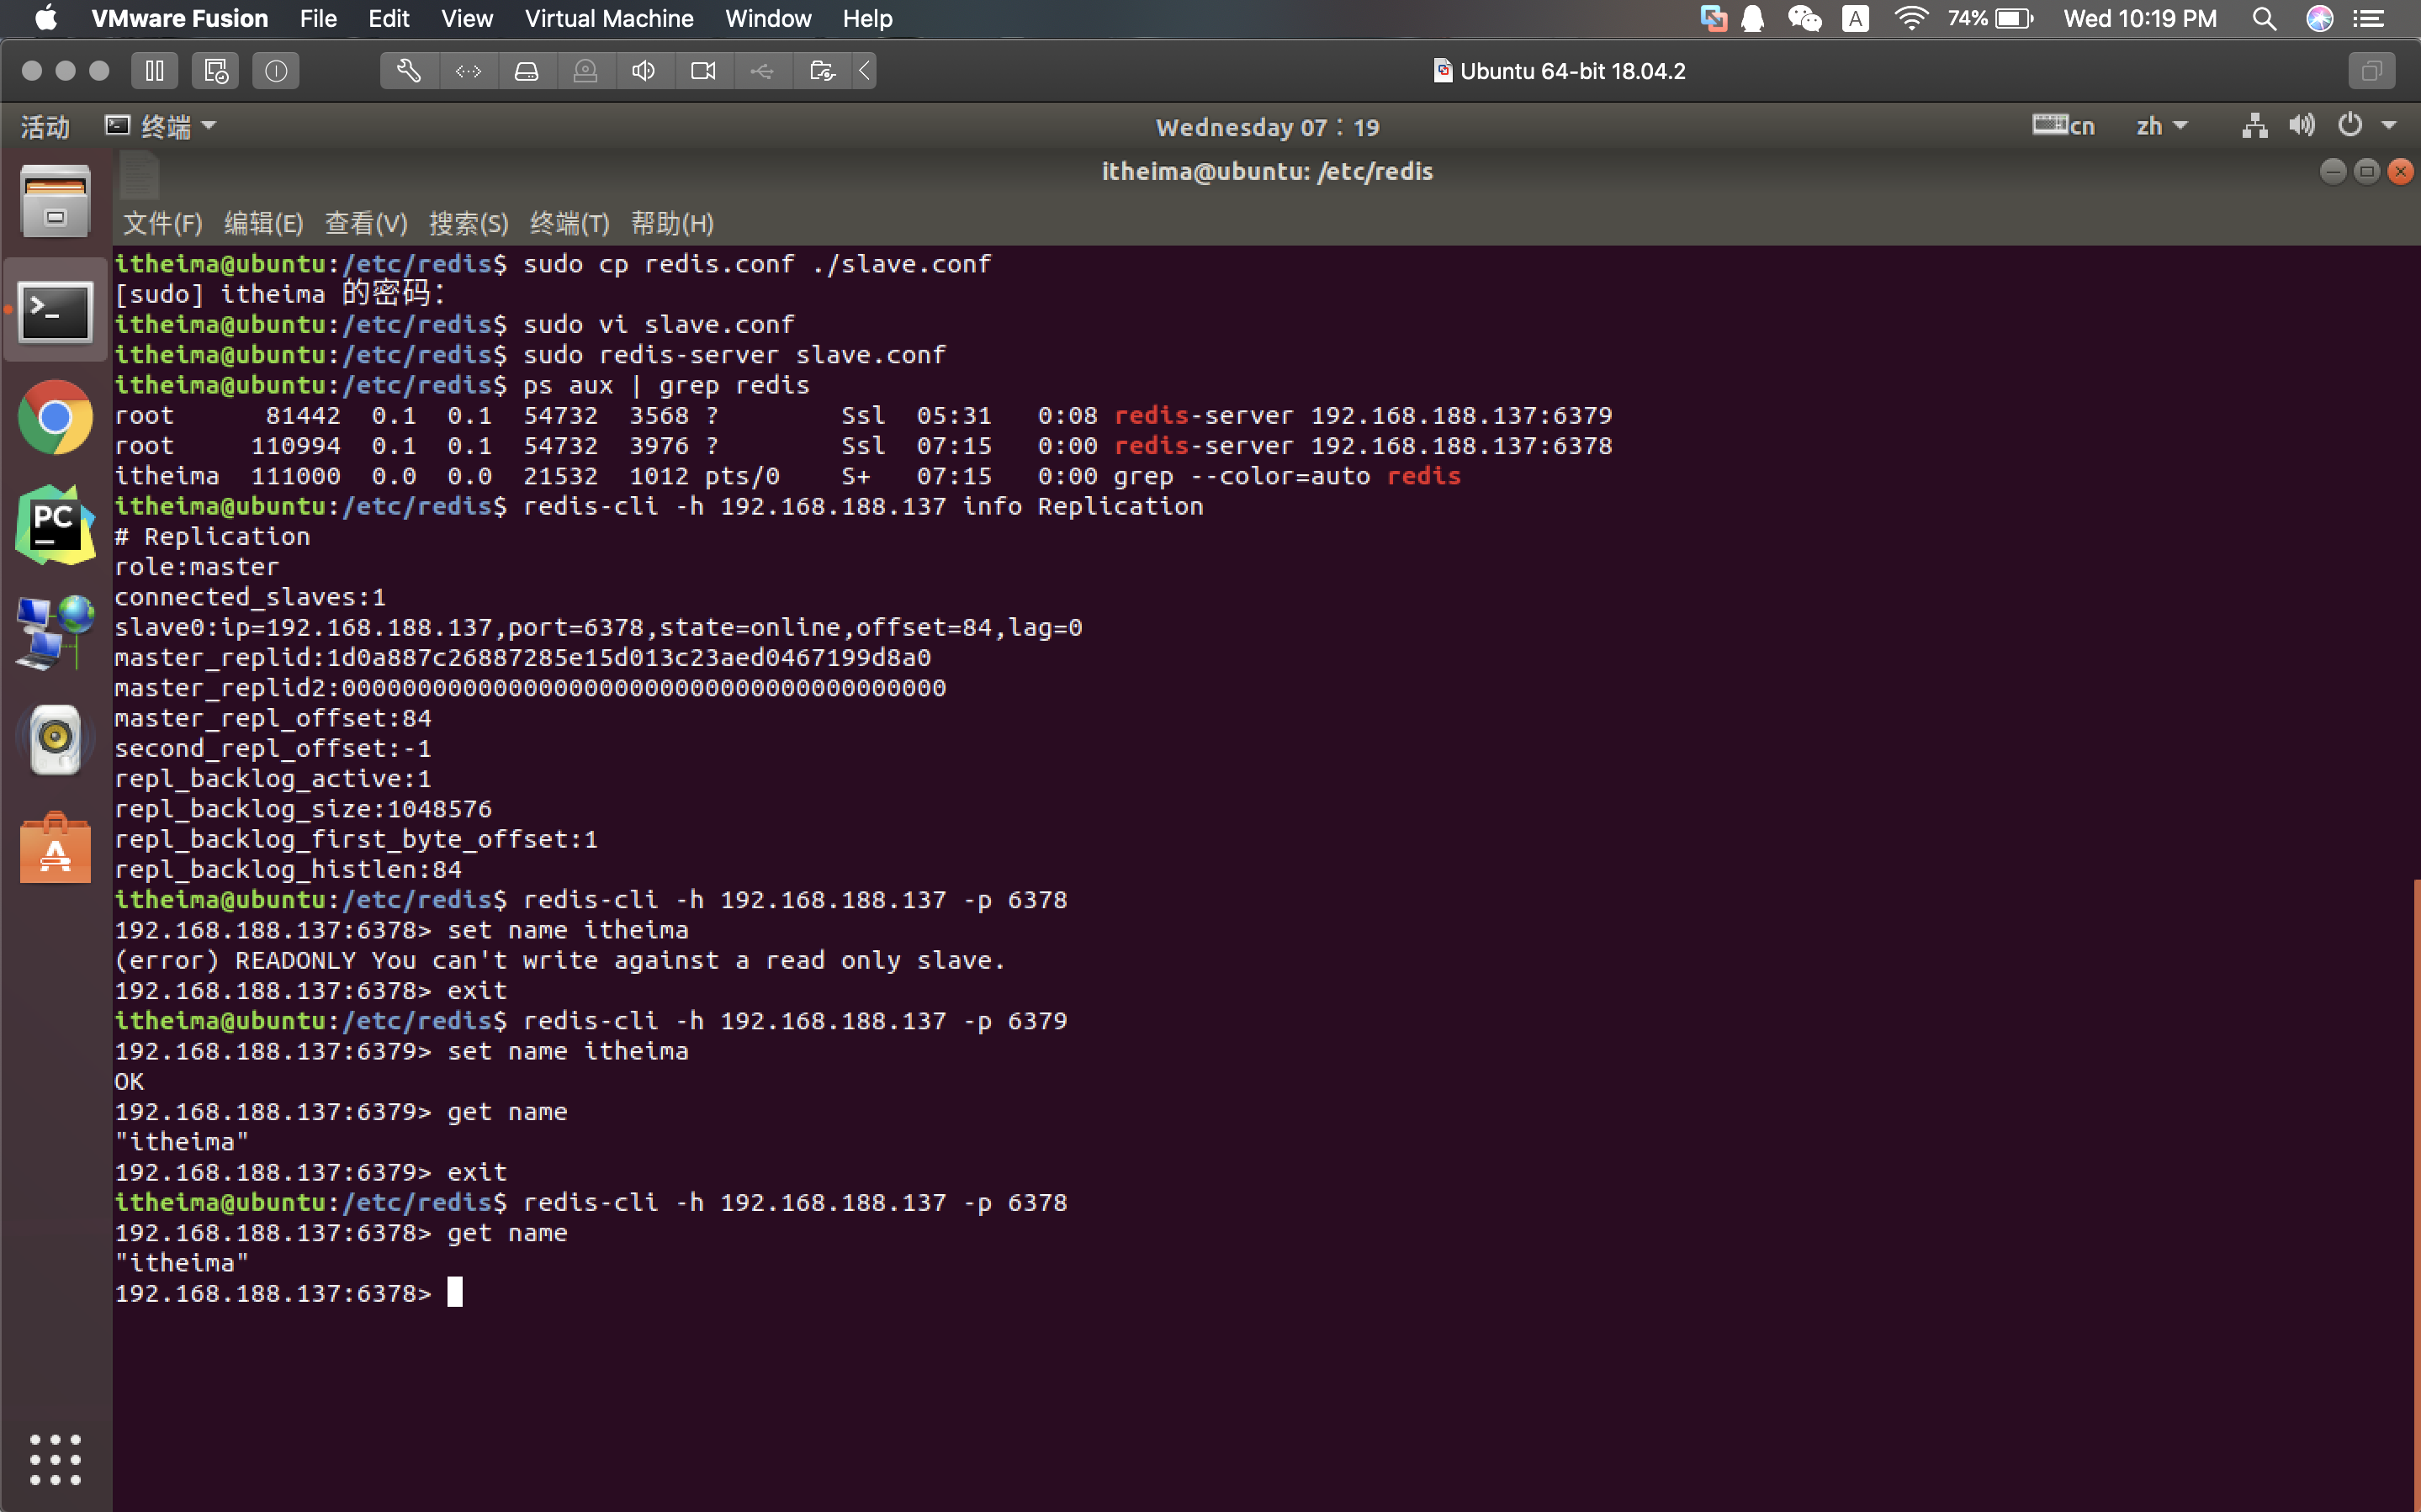 VMware Fusion File Edit View Virtual Machine Window Help A 74% Wed 10:19 PM
Ubuntu 64-bit 18.04.2
活动 终端 Wednesday 07：19 cn zh
itheima@ubuntu: /etc/redis
文件(F) 编辑(E) 查看(V) 搜索(S) 终端(T) 帮助(H)
itheima@ubuntu:/etc/redis$ sudo cp redis.conf ./slave.conf
[sudo] itheima 的密码：
itheima@ubuntu:/etc/redis$ sudo vi slave.conf
itheima@ubuntu:/etc/redis$ sudo redis-server slave.conf
itheima@ubuntu:/etc/redis$ ps aux | grep redis
root      81442  0.1  0.1  54732  3568 ?        Ssl  05:31   0:08 redis-server 192.168.188.137:6379
root     110994  0.1  0.1  54732  3976 ?        Ssl  07:15   0:00 redis-server 192.168.188.137:6378
itheima  111000  0.0  0.0  21532  1012 pts/0    S+   07:15   0:00 grep --color=auto redis
itheima@ubuntu:/etc/redis$ redis-cli -h 192.168.188.137 info Replication
# Replication
role:master
connected_slaves:1
slave0:ip=192.168.188.137,port=6378,state=online,offset=84,lag=0
master_replid:1d0a887c26887285e15d013c23aed0467199d8a0
master_replid2:0000000000000000000000000000000000000000
master_repl_offset:84
second_repl_offset:-1
repl_backlog_active:1
repl_backlog_size:1048576
repl_backlog_first_byte_offset:1
repl_backlog_histlen:84
itheima@ubuntu:/etc/redis$ redis-cli -h 192.168.188.137 -p 6378
192.168.188.137:6378> set name itheima
(error) READONLY You can't write against a read only slave.
192.168.188.137:6378> exit
itheima@ubuntu:/etc/redis$ redis-cli -h 192.168.188.137 -p 6379
192.168.188.137:6379> set name itheima
OK
192.168.188.137:6379> get name
"itheima"
192.168.188.137:6379> exit
itheima@ubuntu:/etc/redis$ redis-cli -h 192.168.188.137 -p 6378
192.168.188.137:6378> get name
"itheima"
192.168.188.137:6378>
PC